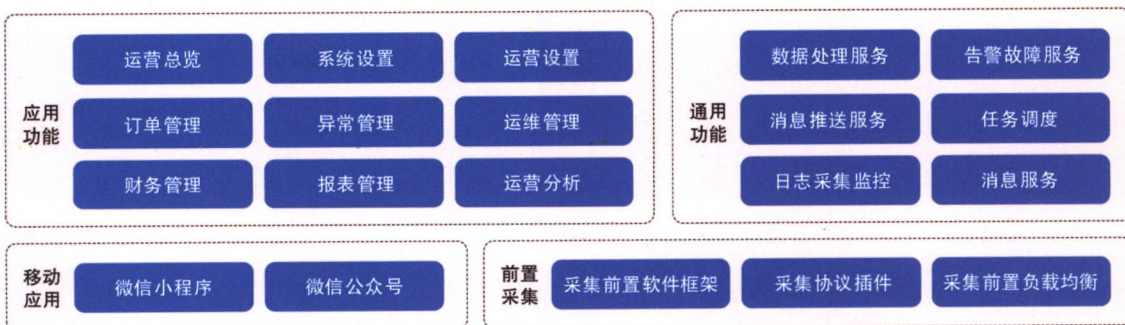 应用
功能
运营总览
系统设置
运营设置
订单管理
异常管理
运维管理
财务管理
报表管理
运营分析
通用
功能
数据处理服务
告警故障服务
消息推送服务
任务调度
日志采集监控
消息服务
移动
应用
微信小程序
微信公众号
前置
采集
采集前置软件框架
采集协议插件
采集前置负载均衡